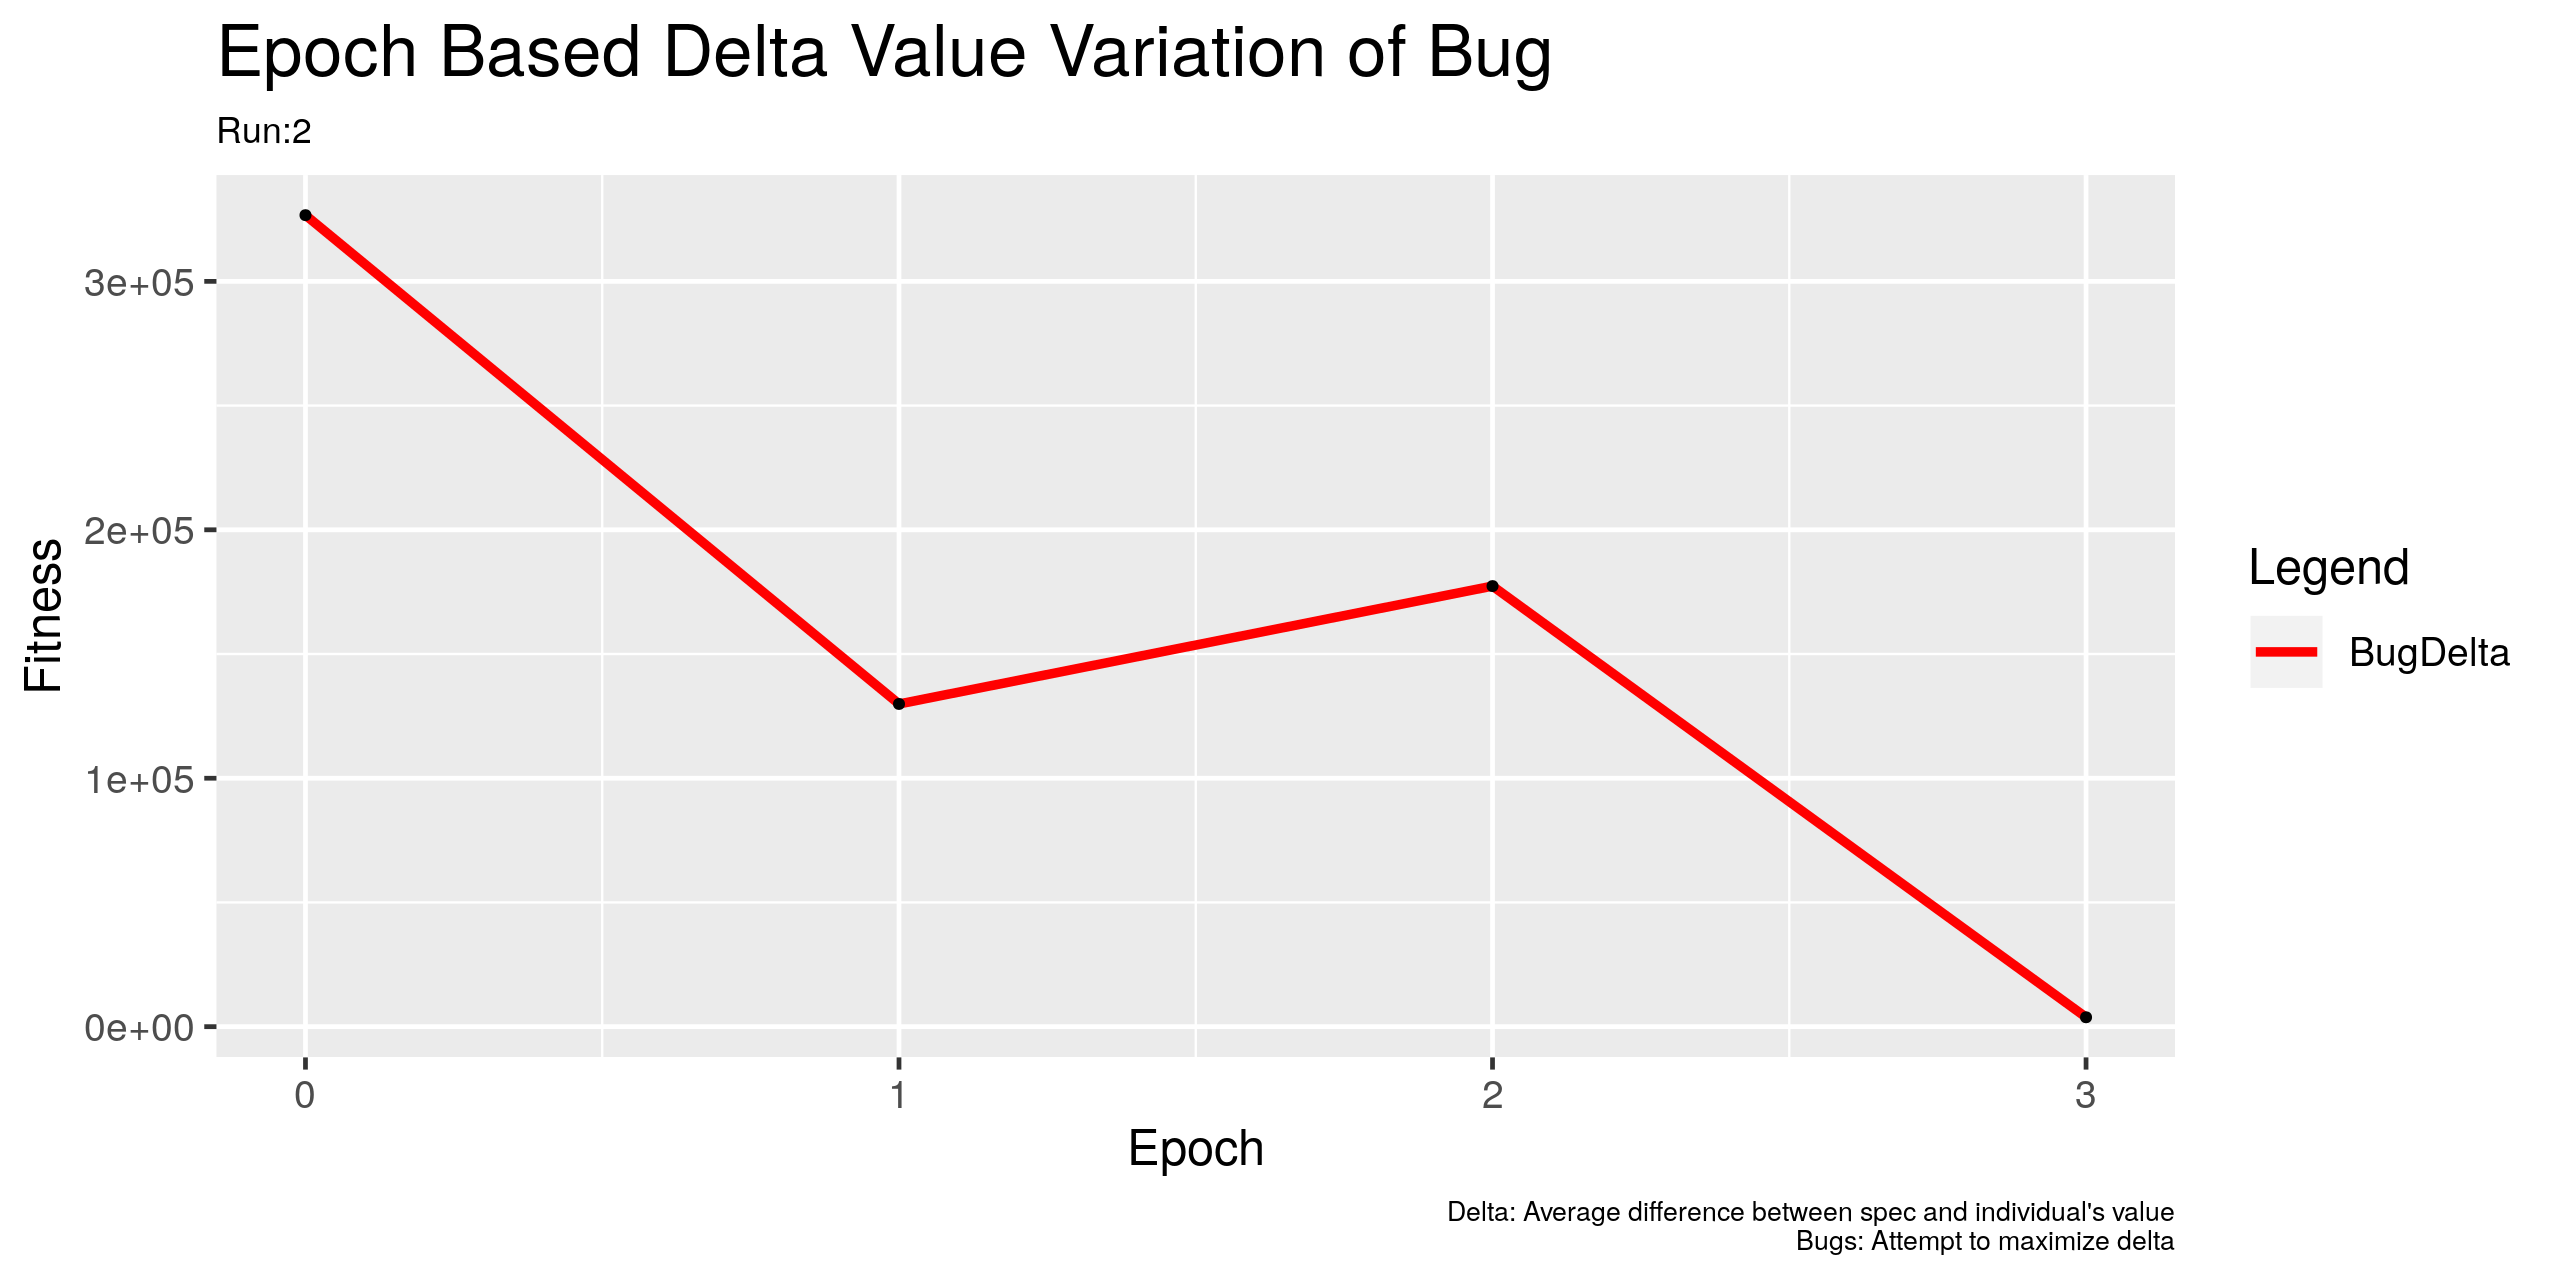 Epoch Based Delta Value Variation of Bug
Run:2
3e+05
2e+05
1e+05
0e+00
Fitness
0
1
2
3
Epoch
Legend
BugDelta
Delta: Average difference between spec and individual's value
Bugs: Attempt to maximize delta